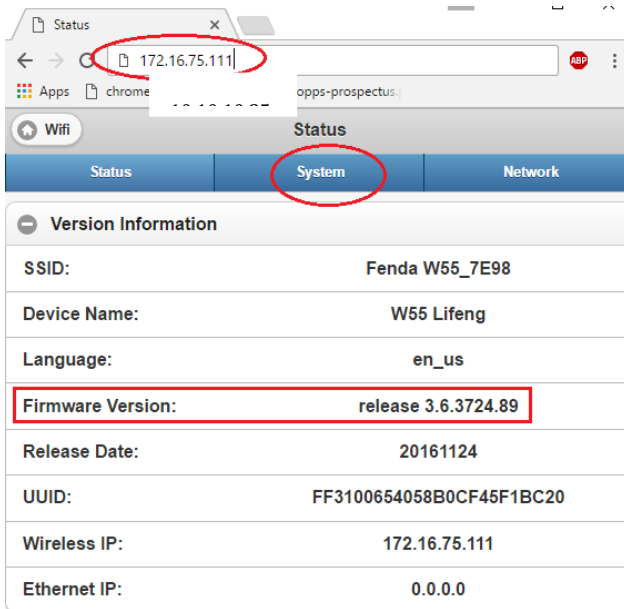 Status
172.16.75.111
ABP
Apps chrome opps-prospectus.
Wifi Status
Status System Network
Version Information
SSID: Fenda W55_7E98
Device Name: W55 Lifeng
Language: en_us
Firmware Version: release 3.6.3724.89
Release Date: 20161124
UUID: FF3100654058B0CF45F1BC20
Wireless IP: 172.16.75.111
Ethernet IP: 0.0.0.0